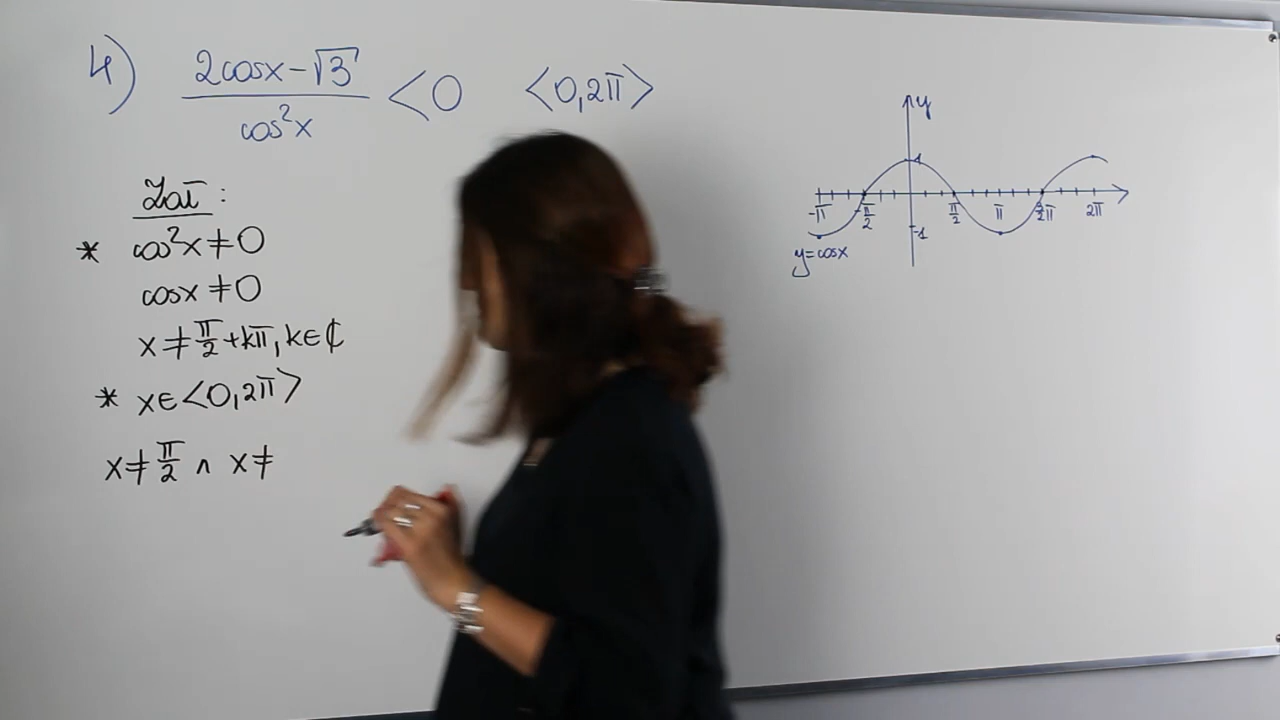 4) (2cosx−√3)/(cos²x) <0 <0,2π>
Zał :
* cos²x≠0
cosx≠0
x≠π/2+kπ, k∈ℂ
* x∈<0,2π>
x≠π/2 ∧ x≠
y
1
-π -π/2 π/2 π 3/2π 2π
-1
y=cosx